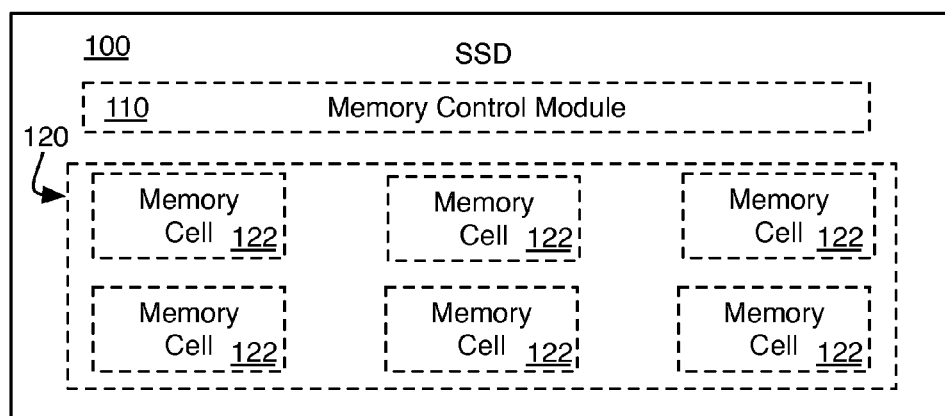 100 SSD
110 Memory Control Module
120
Memory Memory Memory
Cell 122 Cell 122 Cell 122
Memory Memory Memory
Cell 122 Cell 122 Cell 122